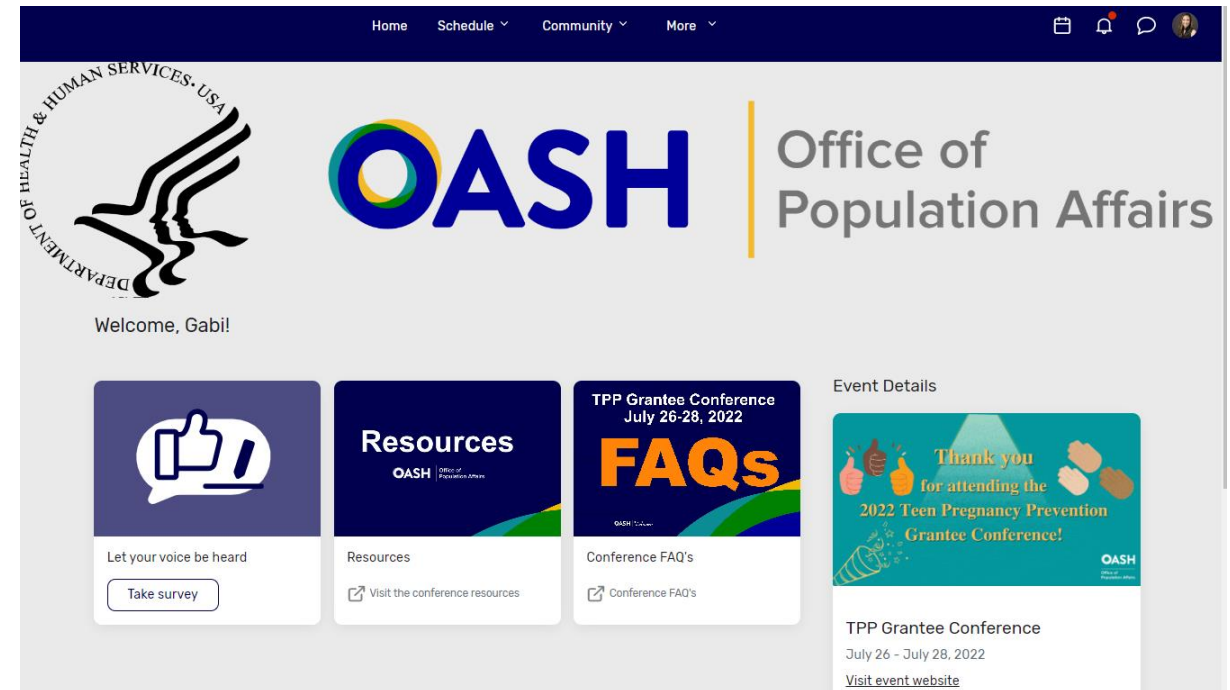 Home Schedule Community More
DEPARTMENT OF HEALTH & HUMAN SERVICES. USA
OASH Office of
Population Affairs
Welcome, Gabi!
Resources
OASH Office of
Population Affairs
Let your voice be heard
Take survey
Resources
Visit the conference resources
TPP Grantee Conference
July 26-28, 2022
FAQs
OASH
Conference FAQ's
Conference FAQ's
Event Details
Thank you
for attending the
2022 Teen Pregnancy Prevention
Grantee Conference!
OASH
Office of
Population Affairs
TPP Grantee Conference
July 26 - July 28, 2022
Visit event website